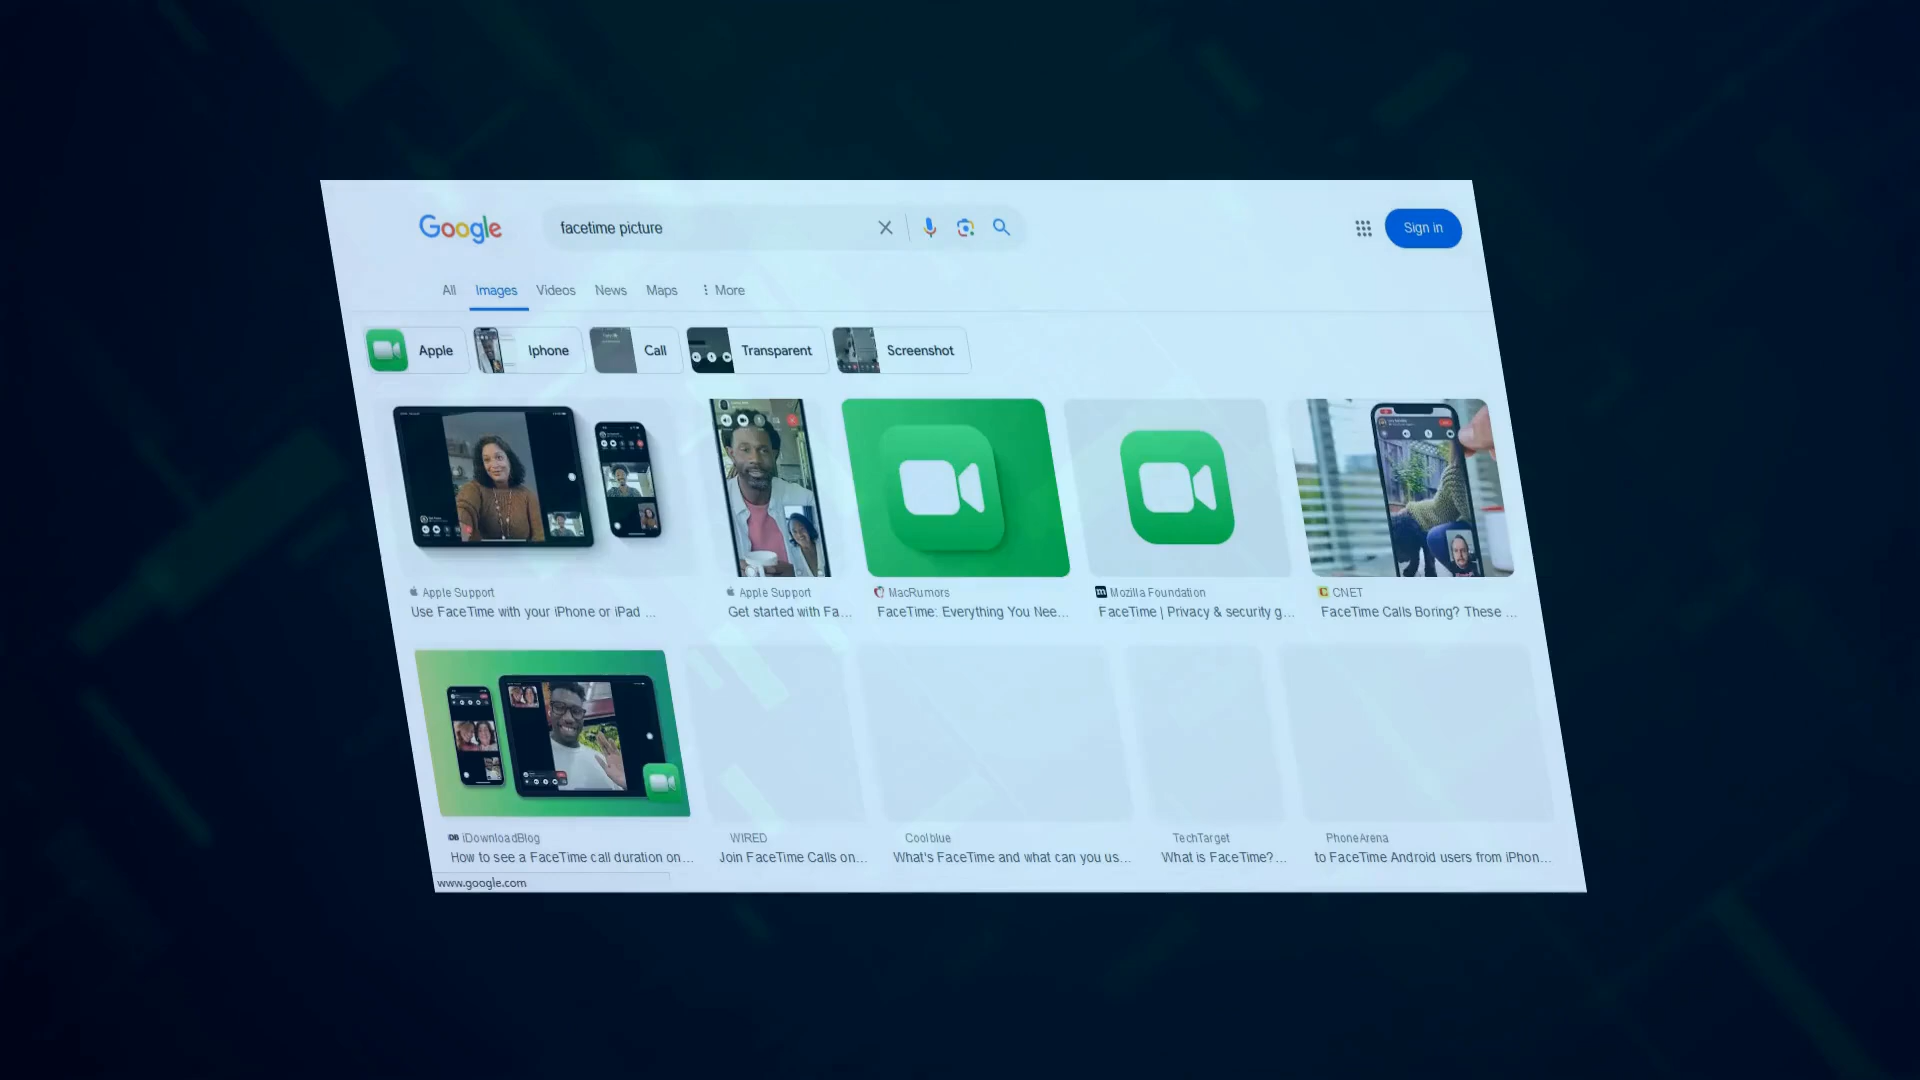 Google
facetime picture
Sign in
All
Images
Videos
News
Maps
More
Apple
Iphone
Call
Transparent
Screenshot
Apple Support
Use FaceTime with your iPhone or iPad ...
Apple Support
Get started with Fa...
MacRumors
FaceTime: Everything You Nee...
Mozilla Foundation
FaceTime | Privacy & security g...
CNET
FaceTime Calls Boring? These ...
iDownloadBlog
How to see a FaceTime call duration on...
WIRED
Join FaceTime Calls on...
Coolblue
What's FaceTime and what can you us...
TechTarget
What is FaceTime?...
PhoneArena
to FaceTime Android users from iPhon...
www.google.com